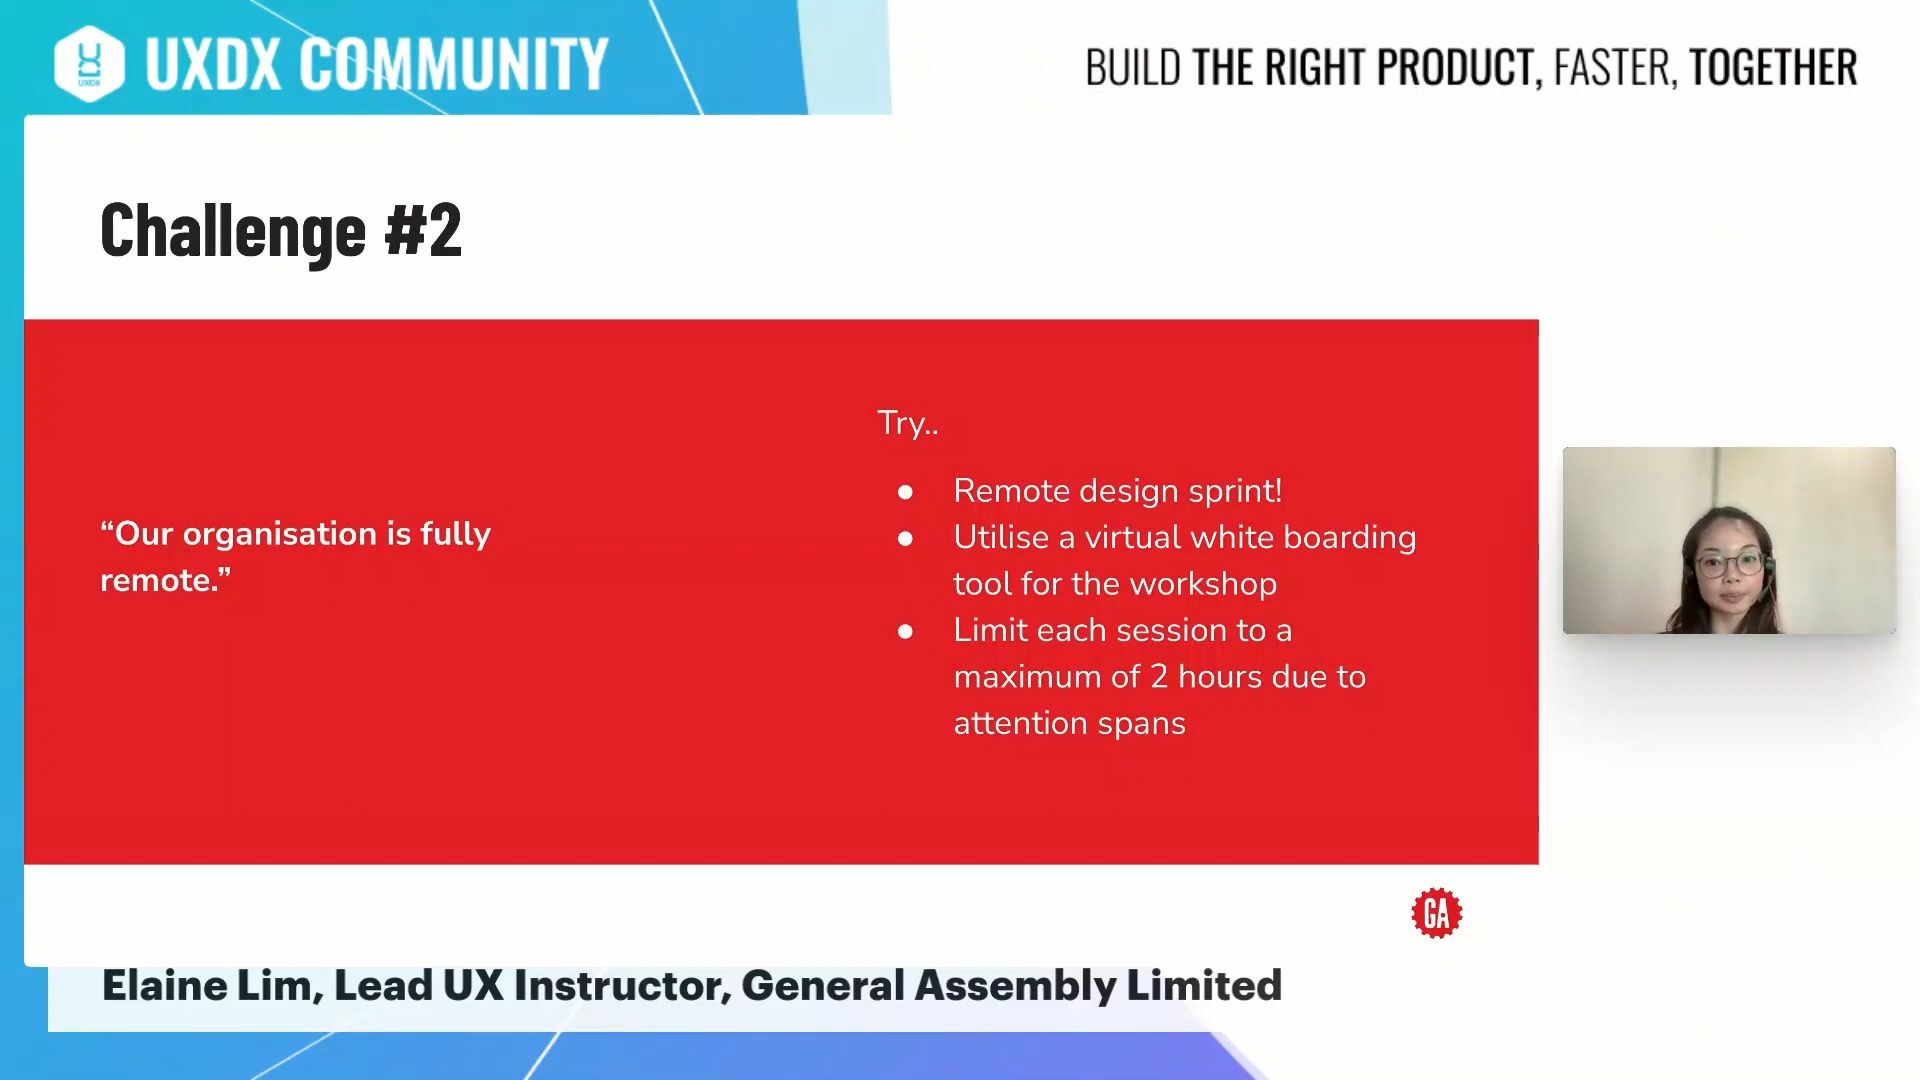 UXDX
UXDX COMMUNITY
BUILD THE RIGHT PRODUCT, FASTER, TOGETHER
Challenge #2
“Our organisation is fully
remote.”
Try..
● Remote design sprint!
● Utilise a virtual white boarding
tool for the workshop
● Limit each session to a
maximum of 2 hours due to
attention spans
GA
Elaine Lim, Lead UX Instructor, General Assembly Limited